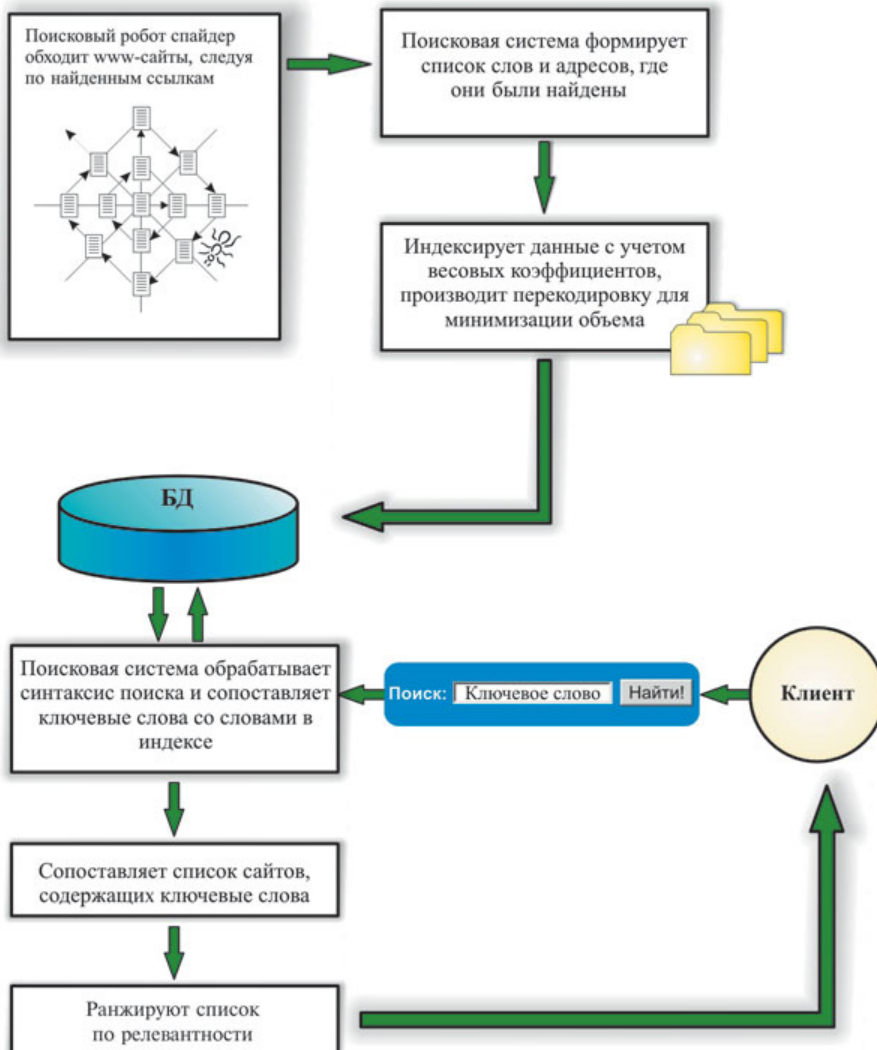 Поисковый робот спайдер
обходит www-сайты, следуя
по найденным ссылкам
Поисковая система формирует
список слов и адресов, где
они были найдены
Индексирует данные с учетом
весовых коэффициентов,
производит перекодировку для
минимизации объема
БД
Поисковая система обрабатывает
синтаксис поиска и сопоставляет
ключевые слова со словами в
индексе
Поиск: Ключевое слово Найти!
Клиент
Сопоставляет список сайтов,
содержащих ключевые слова
Ранжируют список
по релевантности